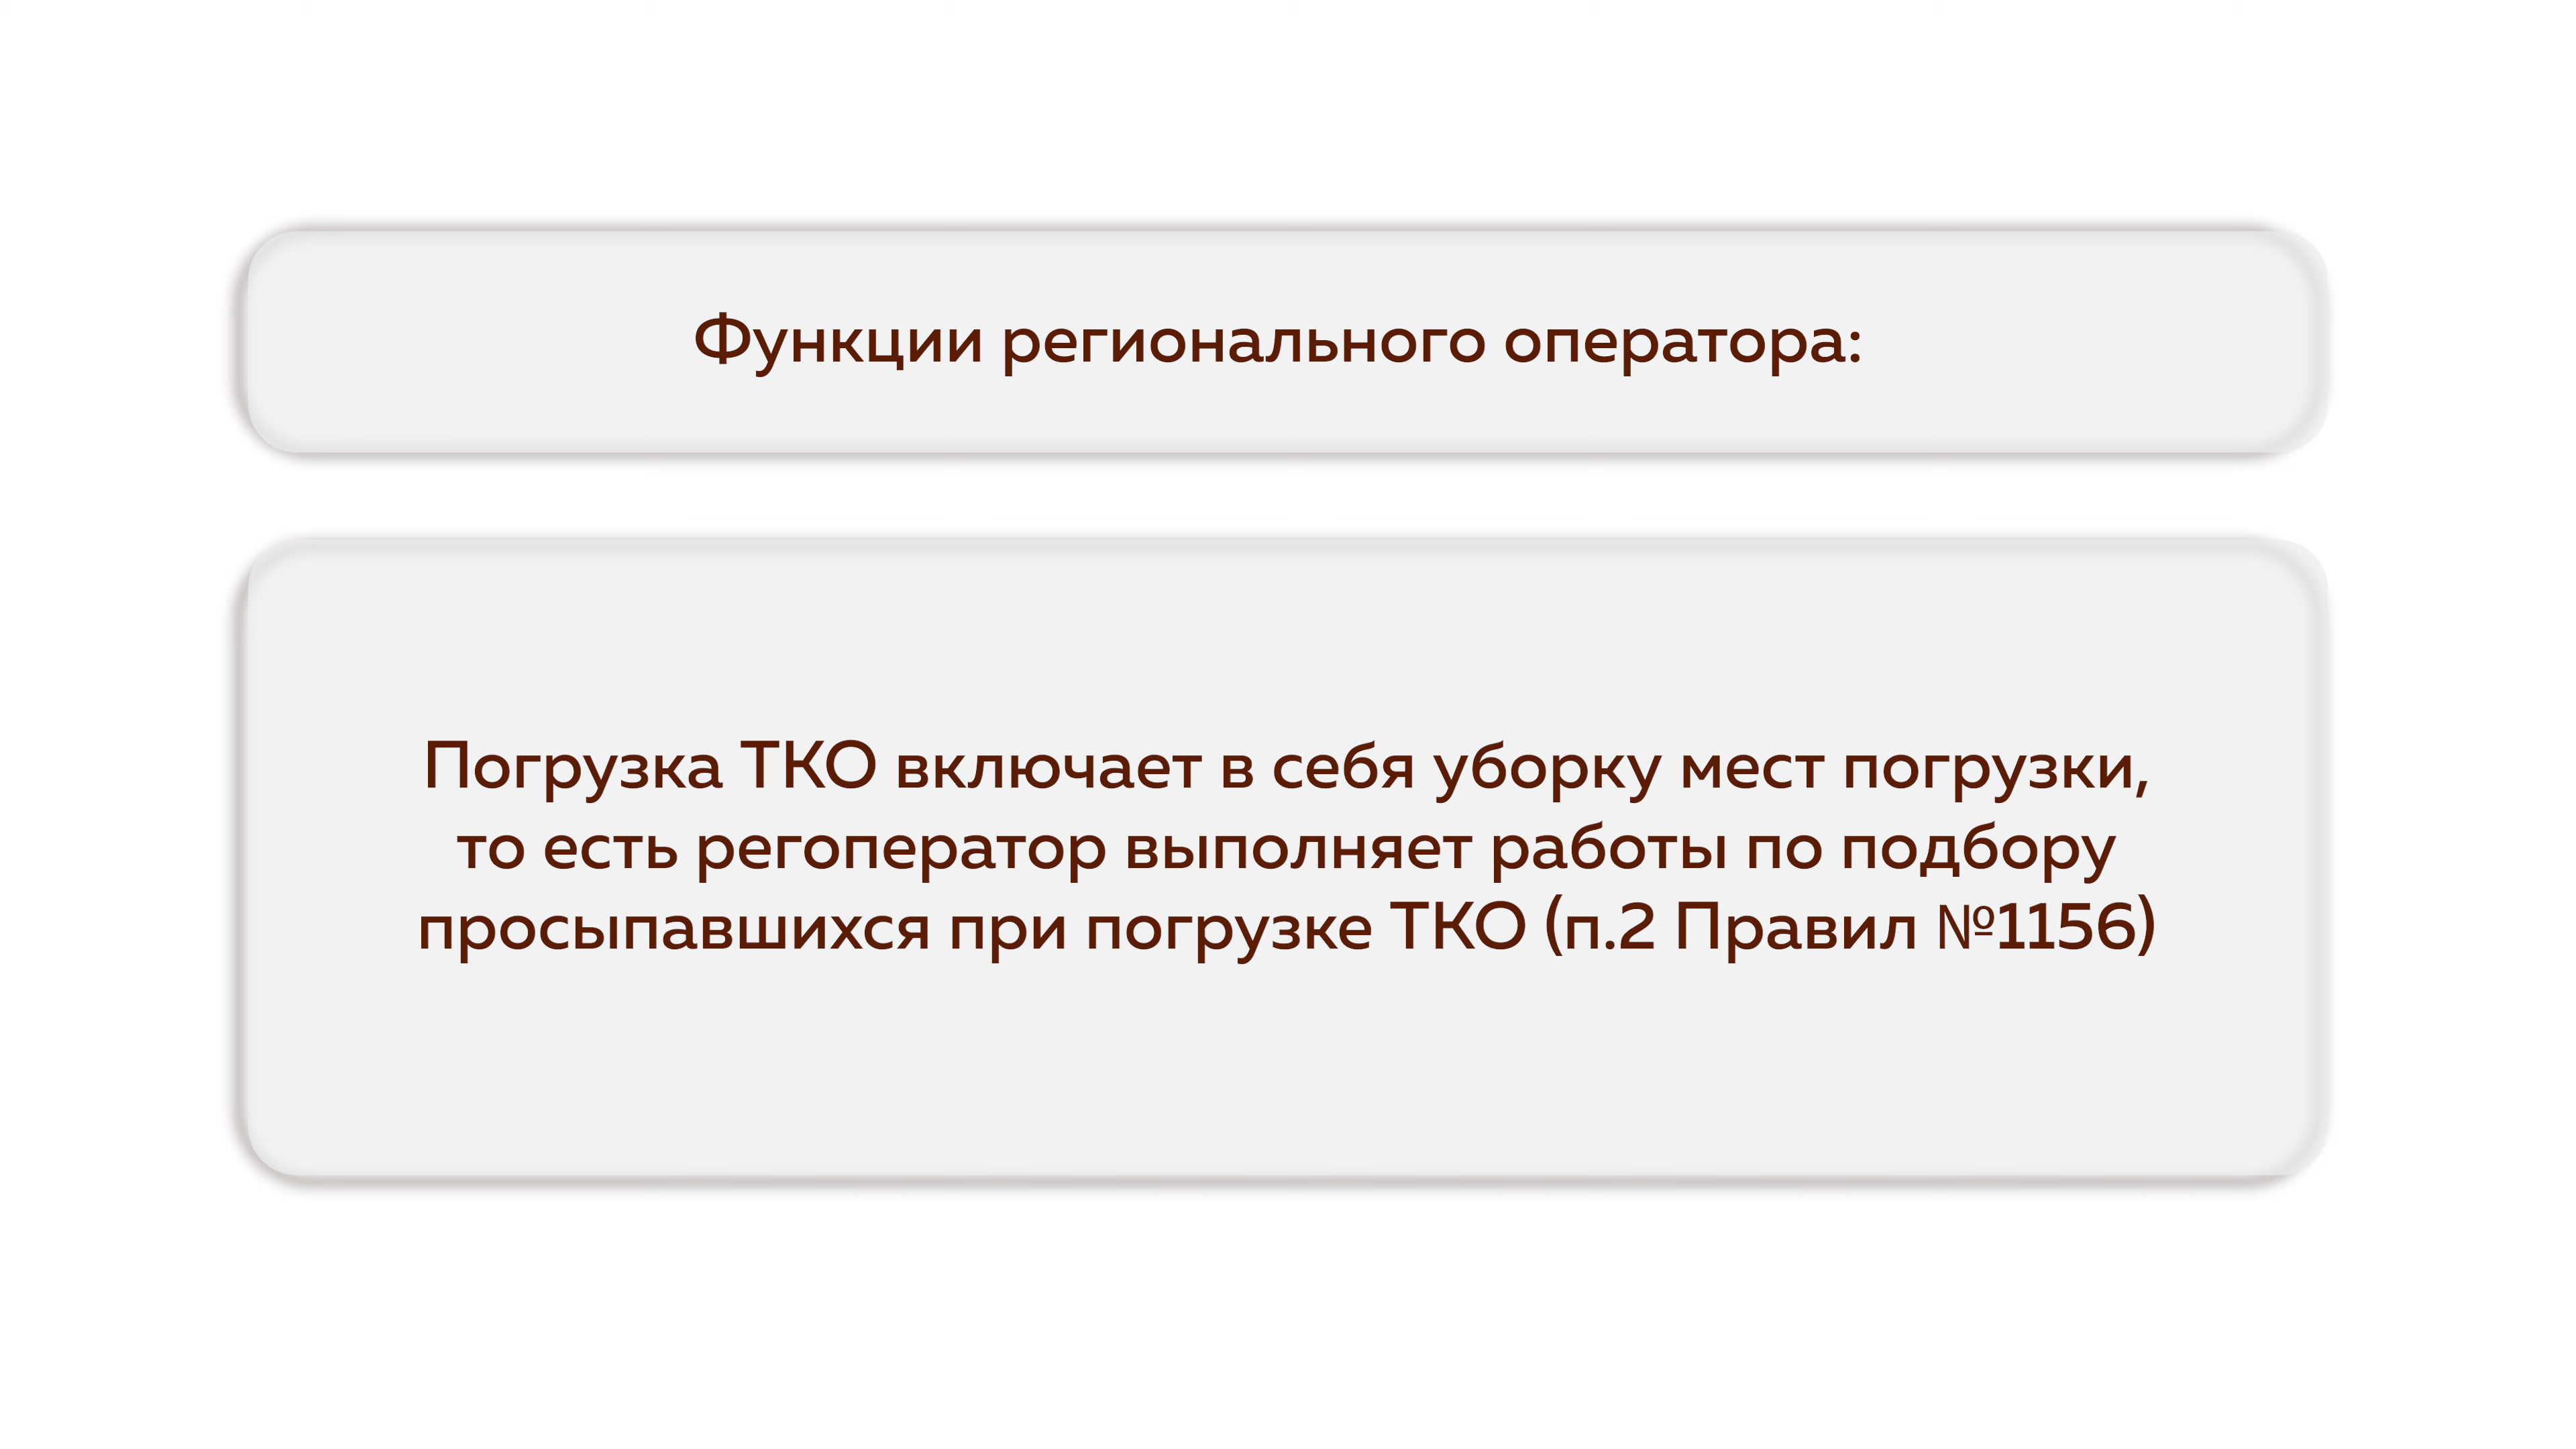 Функции регионального оператора:
Погрузка ТКО включает в себя уборку мест погрузки,
то есть регоператор выполняет работы по подбору
просыпавшихся при погрузке ТКО (п.2 Правил №1156)